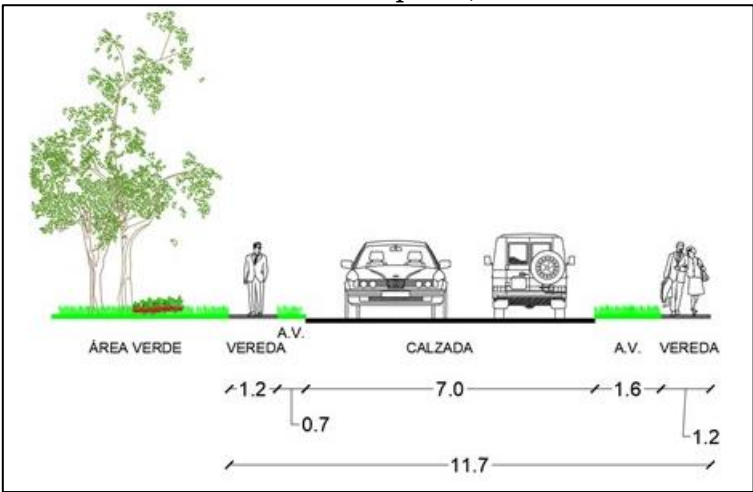 A.V.
ÁREA VERDE VEREDA CALZADA A.V. VEREDA
1.2 7.0 1.6
0.7 1.2
11.7